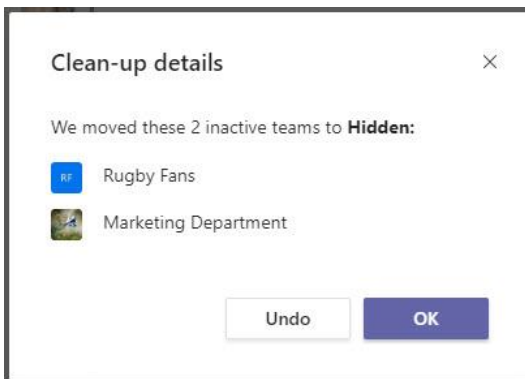 Clean-up details
We moved these 2 inactive teams to Hidden:
RF Rugby Fans
Marketing Department
Undo OK